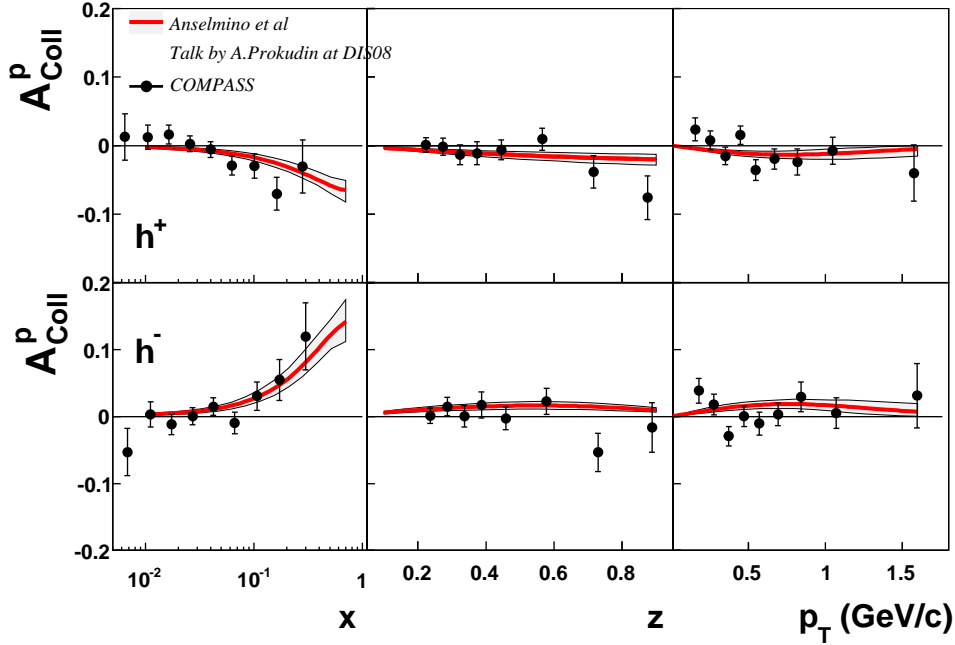 A^p_Coll
0.2
0.1
0
-0.1
Anselmino et al
Talk by A.Prokudin at DIS08
COMPASS
h^+
A^p_Coll
0.2
0.1
0
-0.1
-0.2
h^-
10^-2
10^-1
1
0.2
0.4
0.6
0.8
0.5
1
1.5
x
z
p_T (GeV/c)